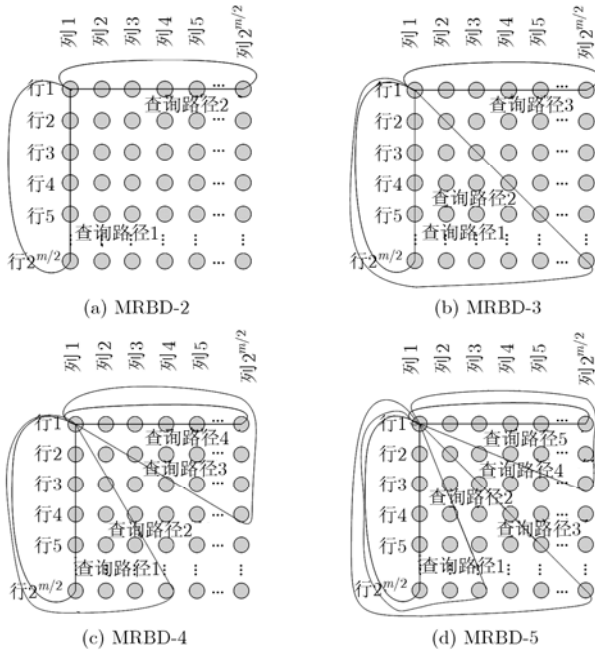 列1 列2 列3 列4 列5 列2^{m/2}
行1 ...
查询路径2
行2
行3 ...
行4 ...
行5 ...
查询路径1
行2^{m/2} ...
(a) MRBD-2
列1 列2 列3 列4 列5 列2^{m/2}
行1 ...
查询路径3
行2
行3 ...
行4 ...
查询路径2
行5 ...
查询路径1
行2^{m/2} ...
(b) MRBD-3
列1 列2 列3 列4 列5 列2^{m/2}
行1 ...
查询路径4
行2 ...
查询路径3
行3 ...
行4 ...
查询路径2
行5 ...
查询路径1
行2^{m/2} ...
(c) MRBD-4
列1 列2 列3 列4 列5 列2^{m/2}
行1 ...
查询路径5
行2 ...
查询路径4
行3 ...
查询路径2
行4 ...
查询路径3
行5 ...
查询路径1
行2^{m/2} ...
(d) MRBD-5